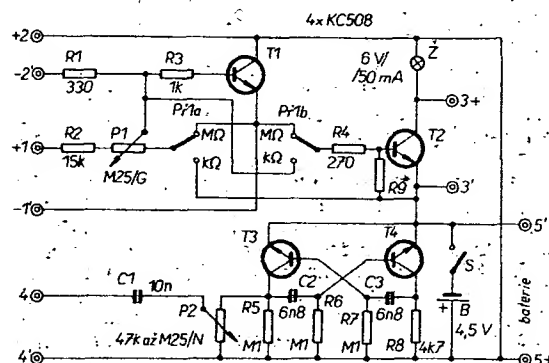 4x KC508
+2
R1
330
R3
1k
T1
6 V/
/50 mA
Ž
-2'
Př1a
Př1b
3+
R2
15k
P1
M25/G
+1
MΩ
kΩ
MΩ
kΩ
R4
270
T2
R9
3'
-1'
5'
T3
T4
S
C1
10n
4
P2
47k až M25/N
R5
M1
C2
6n8
R6
M1
C3
6n8
R7
M1
R8
4k7
+
B
4,5 V
baterie
4'
5+